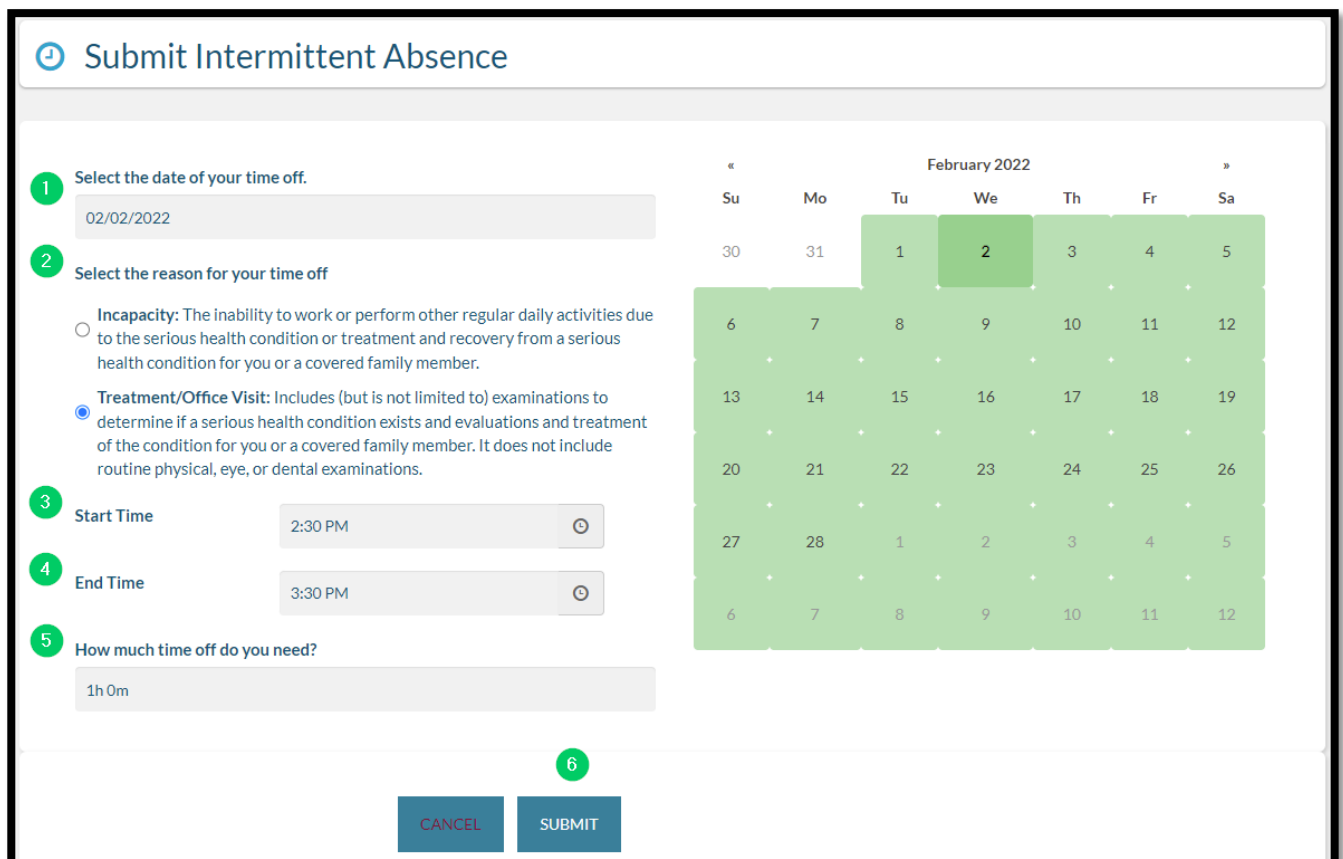 Submit Intermittent Absence
1 Select the date of your time off.
02/02/2022
2 Select the reason for your time off
Incapacity: The inability to work or perform other regular daily activities due
to the serious health condition or treatment and recovery from a serious
health condition for you or a covered family member.
Treatment/Office Visit: Includes (but is not limited to) examinations to
determine if a serious health condition exists and evaluations and treatment
of the condition for you or a covered family member. It does not include
routine physical, eye, or dental examinations.
3 Start Time 2:30 PM
4 End Time 3:30 PM
5 How much time off do you need?
1h 0m
« February 2022 »
Su Mo Tu We Th Fr Sa
30 31 1 2 3 4 5
6 7 8 9 10 11 12
13 14 15 16 17 18 19
20 21 22 23 24 25 26
27 28 1 2 3 4 5
6 7 8 9 10 11 12
6
CANCEL SUBMIT